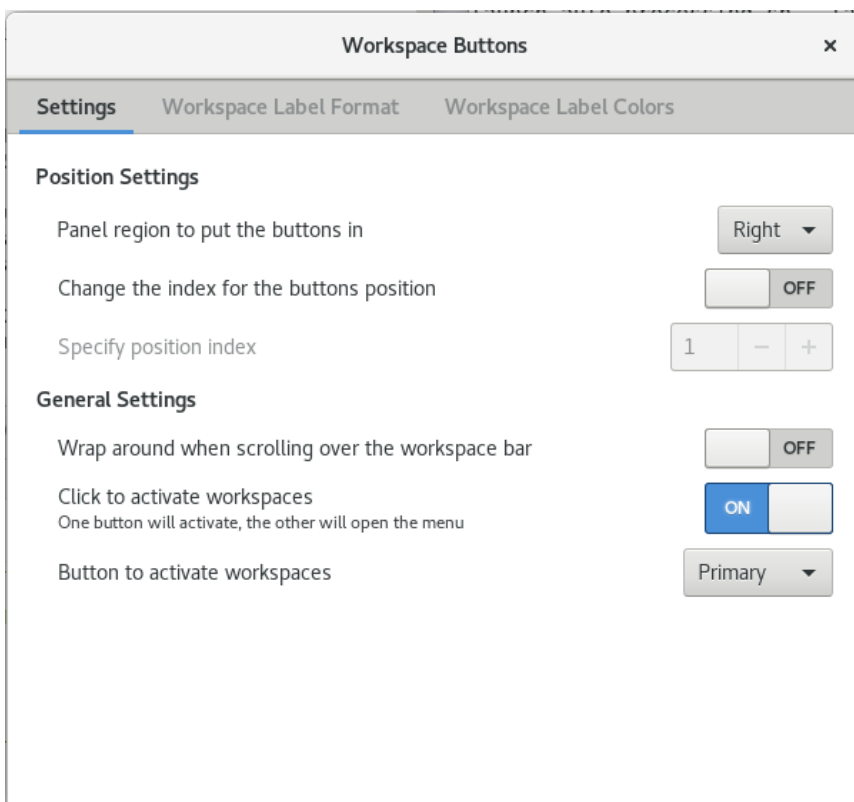 Workspace Buttons
Settings Workspace Label Format Workspace Label Colors
Position Settings
Panel region to put the buttons in Right
Change the index for the buttons position OFF
Specify position index 1 − +
General Settings
Wrap around when scrolling over the workspace bar OFF
Click to activate workspaces ON
One button will activate, the other will open the menu
Button to activate workspaces Primary